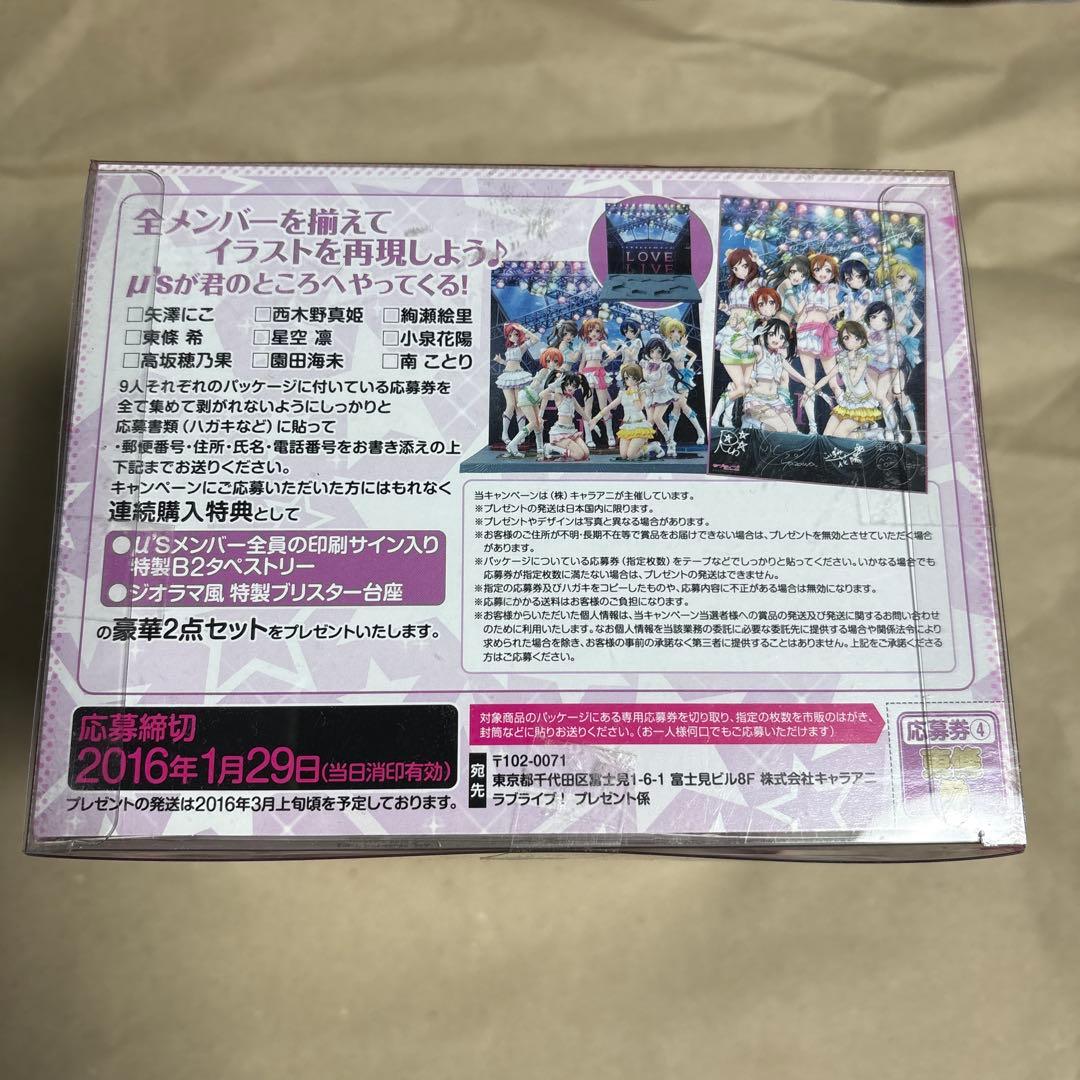 全メンバーを揃えて
イラストを再現しよう♪
μ'sが君のところへやってくる!
□矢澤にこ □西木野真姫 □絢瀬絵里
□東條 希 □星空 凛 □小泉花陽
□高坂穂乃果 □園田海未 □南 ことり
9人それぞれのパッケージに付いている応募券を
全て集めて剥がれないようにしっかりと
応募書類(ハガキなど)に貼って
・郵便番号・住所・氏名・電話番号をお書き添えの上
下記までお送りください。
キャンペーンにご応募いただいた方にはもれなく
連続購入特典として
●μ'sメンバー全員の印刷サイン入り
特製B2タペストリー
●ジオラマ風 特製ブリスター台座
の豪華2点セットをプレゼントいたします。
LOVE
LIVE
当キャンペーンは(株)キャラアニが主催しています。
※プレゼントの発送は日本国内に限ります。
※プレゼントやデザインは写真と異なる場合があります。
※お客様のご住所が不明・長期不在等で賞品をお届けできない場合は、プレゼントを無効とさせていただく場合
があります。
※パッケージについている応募券(指定枚数)をテープなどでしっかりと貼ってください。いかなる場合でも
応募券が指定枚数に満たない場合は、プレゼントの発送はできません。
※指定の応募券及びハガキをコピーしたものや、応募内容に不正がある場合は無効になります。
※応募にかかる送料はお客様のご負担になります。
※お客様からいただいた個人情報は、当キャンペーン当選者様への賞品の発送及び発送に関するお問い合わせ
のために利用いたします。なお個人情報を当該業務の委託に必要な委託先に提供する場合や関係法令により
求められた場合を除き、お客様の事前の承諾なく第三者に提供することはありません。上記をご承諾くださる
方はご応募ください。
応募締切
2016年1月29日(当日消印有効)
プレゼントの発送は2016年3月上旬頃を予定しております。
対象商品のパッケージにある専用応募券を切り取り、指定の枚数を市販のはがき、
封筒などに貼りお送りください。(お一人様何口でもご応募いただけます)
宛先
〒102-0071
東京都千代田区富士見1-6-1 富士見ビル8F 株式会社キャラアニ
ラブライブ! プレゼント係
応募券④
東條
希